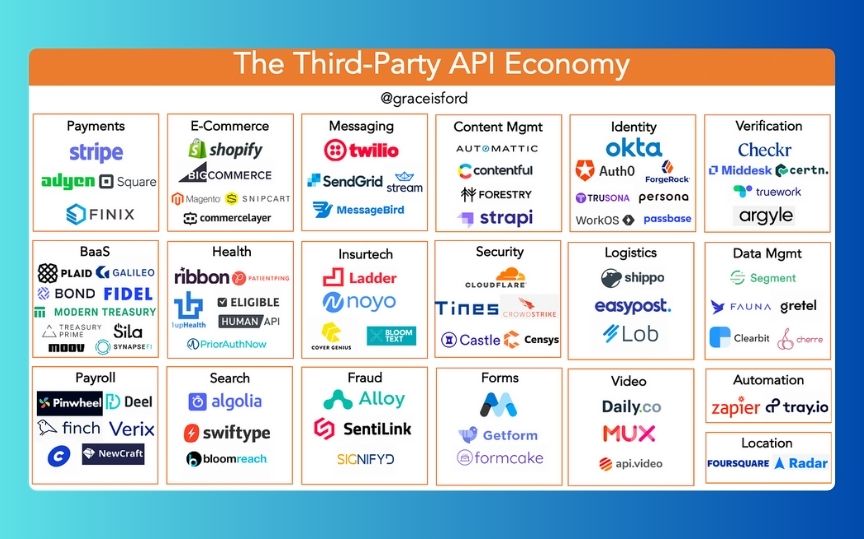 The Third-Party API Economy
@graceisford
Payments
stripe
adyen Square
FINIX
E-Commerce
shopify
BIGCOMMERCE
Magento SNIPCART
commercelayer
Messaging
twilio
SendGrid stream
MessageBird
Content Mgmt
AUTOMATTIC
contentful
FORESTRY
strapi
Identity
okta
Auth0 ForgeRock
TRUSONA persona
WorkOS passbase
Verification
Checkr
Middesk certn.
truework
argyle
BaaS
PLAID GALILEO
BOND FIDEL
MODERN TREASURY
TREASURY PRIME Sila
MOOV SYNAPSEFI
Health
ribbon PATIENTPING
1upHealth ELIGIBLE
HUMAN API
PriorAuthNow
Insurtech
Ladder
noyo
COVER GENIUS BLOOM TEXT
Security
CLOUDFLARE
Tines CROWDSTRIKE
Castle Censys
Logistics
shippo
easypost.
Lob
Data Mgmt
Segment
FAUNA gretel
Clearbit cherre
Payroll
Pinwheel Deel
finch Verix
NewCraft
Search
algolia
swiftype
bloomreach
Fraud
Alloy
SentiLink
SIGNIFYD
Forms
Getform
formcake
Video
Daily.co
MUX
api.video
Automation
zapier tray.io
Location
FOURSQUARE Radar